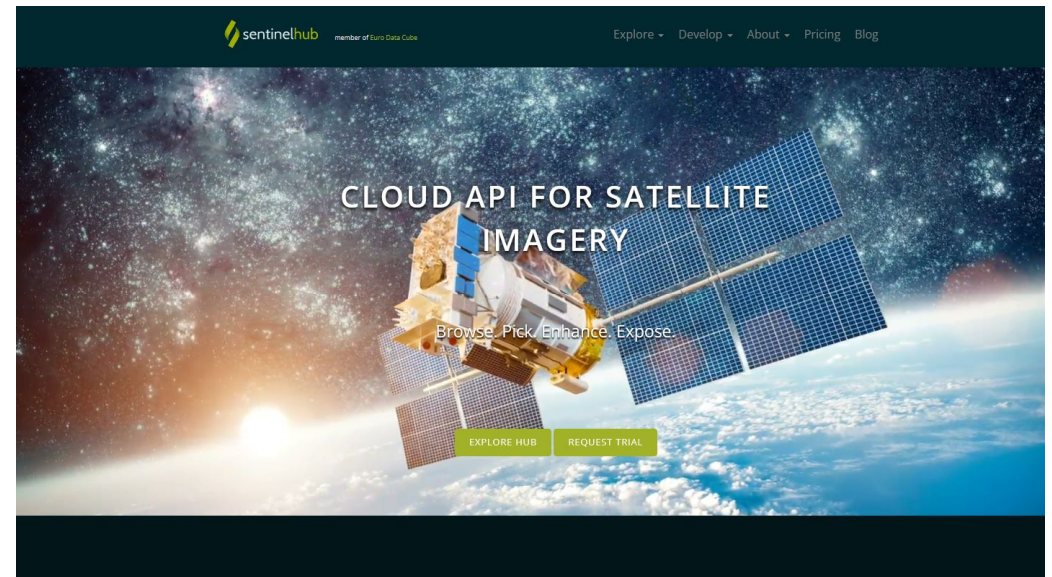 sentinelhub member of Euro Data Cube Explore Develop About Pricing Blog
CLOUD API FOR SATELLITE
IMAGERY
Browse. Pick. Enhance. Expose.
EXPLORE HUB REQUEST TRIAL